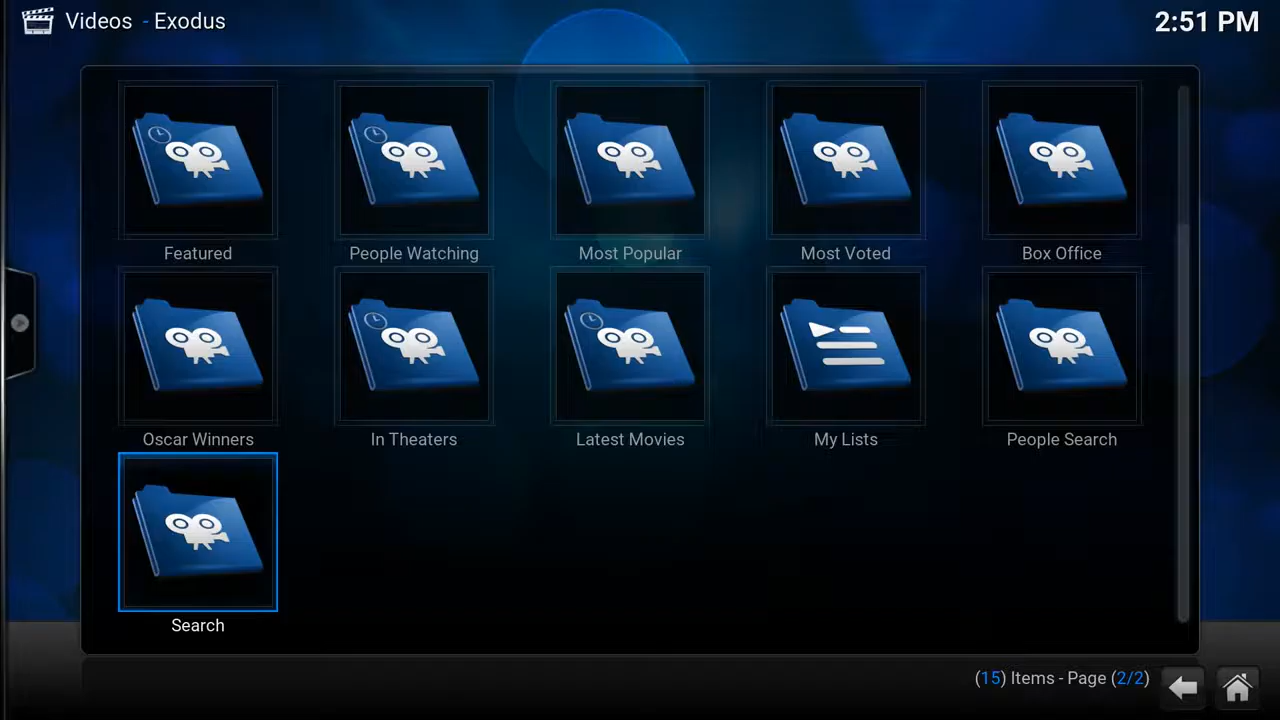 Videos - Exodus
2:51 PM
Featured
People Watching
Most Popular
Most Voted
Box Office
Oscar Winners
In Theaters
Latest Movies
My Lists
People Search
Search
(15) Items - Page (2/2)